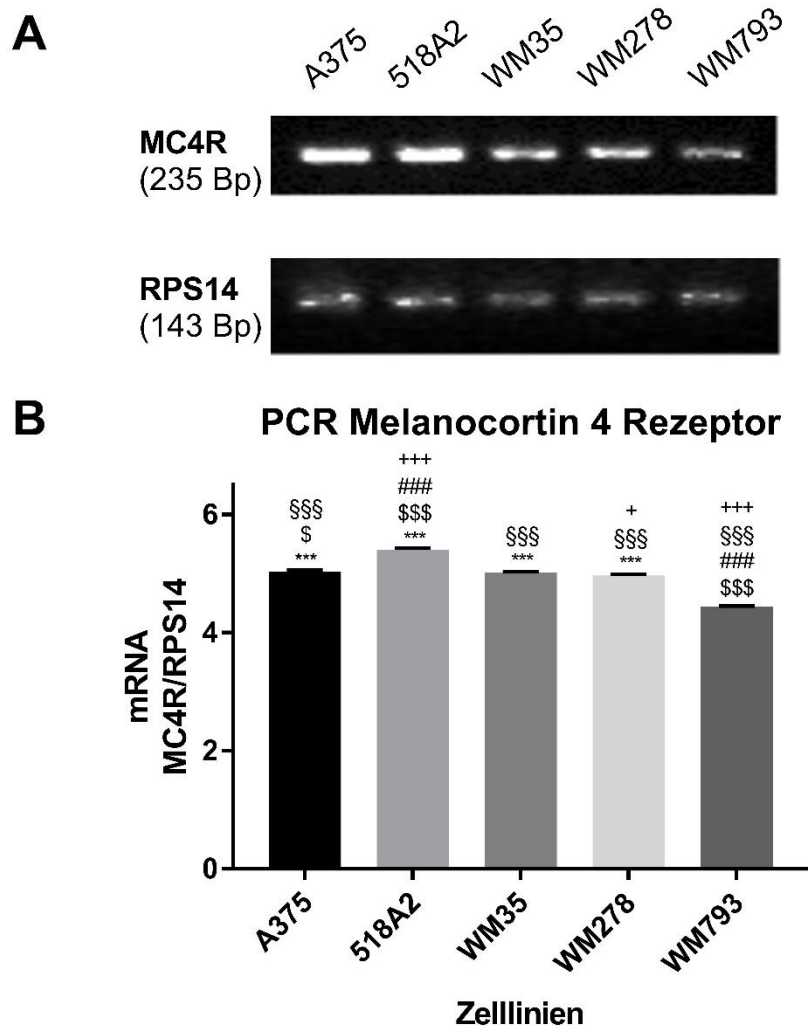 A
A375 518A2 WM35 WM278 WM793
MC4R
(235 Bp)
RPS14
(143 Bp)
B
PCR Melanocortin 4 Rezeptor
mRNA
MC4R/RPS14
6
4
2
0
§§§
$
***
+++
###
$$$
***
§§§
***
+
§§§
***
+++
§§§
###
$$$
A375 518A2 WM35 WM278 WM793
Zelllinien